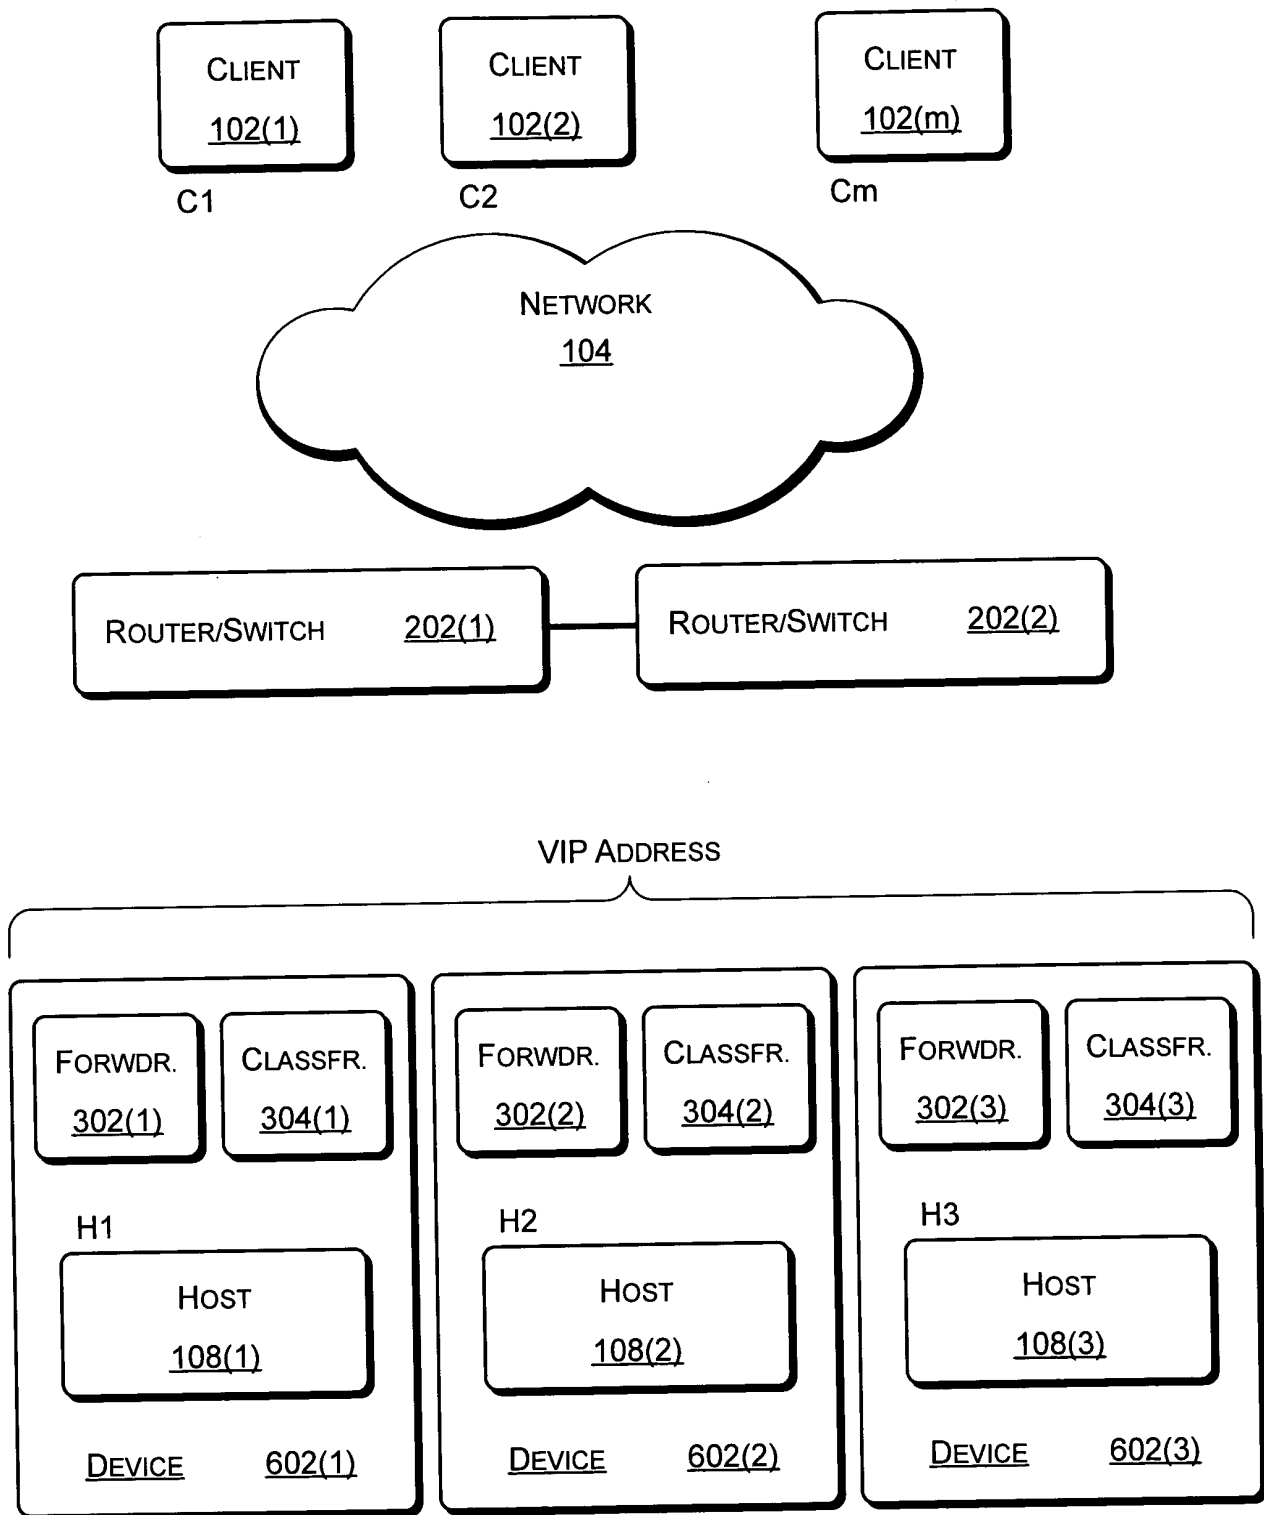 CLIENT
102(1)
C1
CLIENT
102(2)
C2
CLIENT
102(m)
Cm
NETWORK
104
ROUTER/SWITCH 202(1)
ROUTER/SWITCH 202(2)
VIP ADDRESS
FORWDR.
302(1)
CLASSFR.
304(1)
H1
HOST
108(1)
DEVICE 602(1)
FORWDR.
302(2)
CLASSFR.
304(2)
H2
HOST
108(2)
DEVICE 602(2)
FORWDR.
302(3)
CLASSFR.
304(3)
H3
HOST
108(3)
DEVICE 602(3)